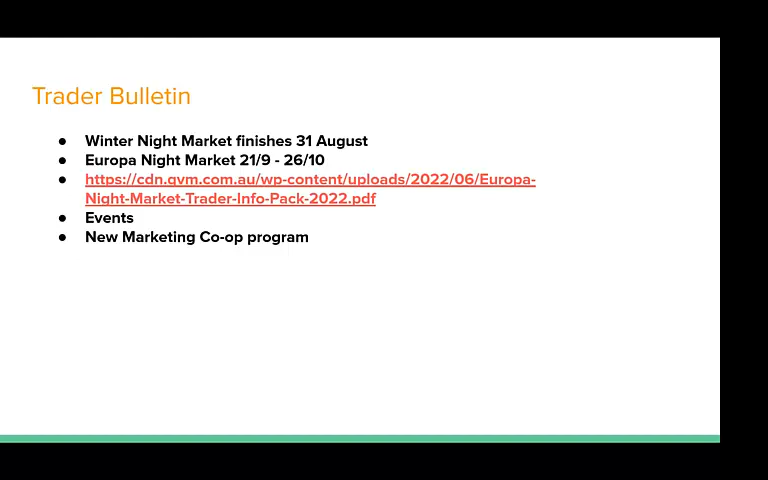 Trader Bulletin
● Winter Night Market finishes 31 August
● Europa Night Market 21/9 - 26/10
● https://cdn.qvm.com.au/wp-content/uploads/2022/06/Europa-
Night-Market-Trader-Info-Pack-2022.pdf
● Events
● New Marketing Co-op program